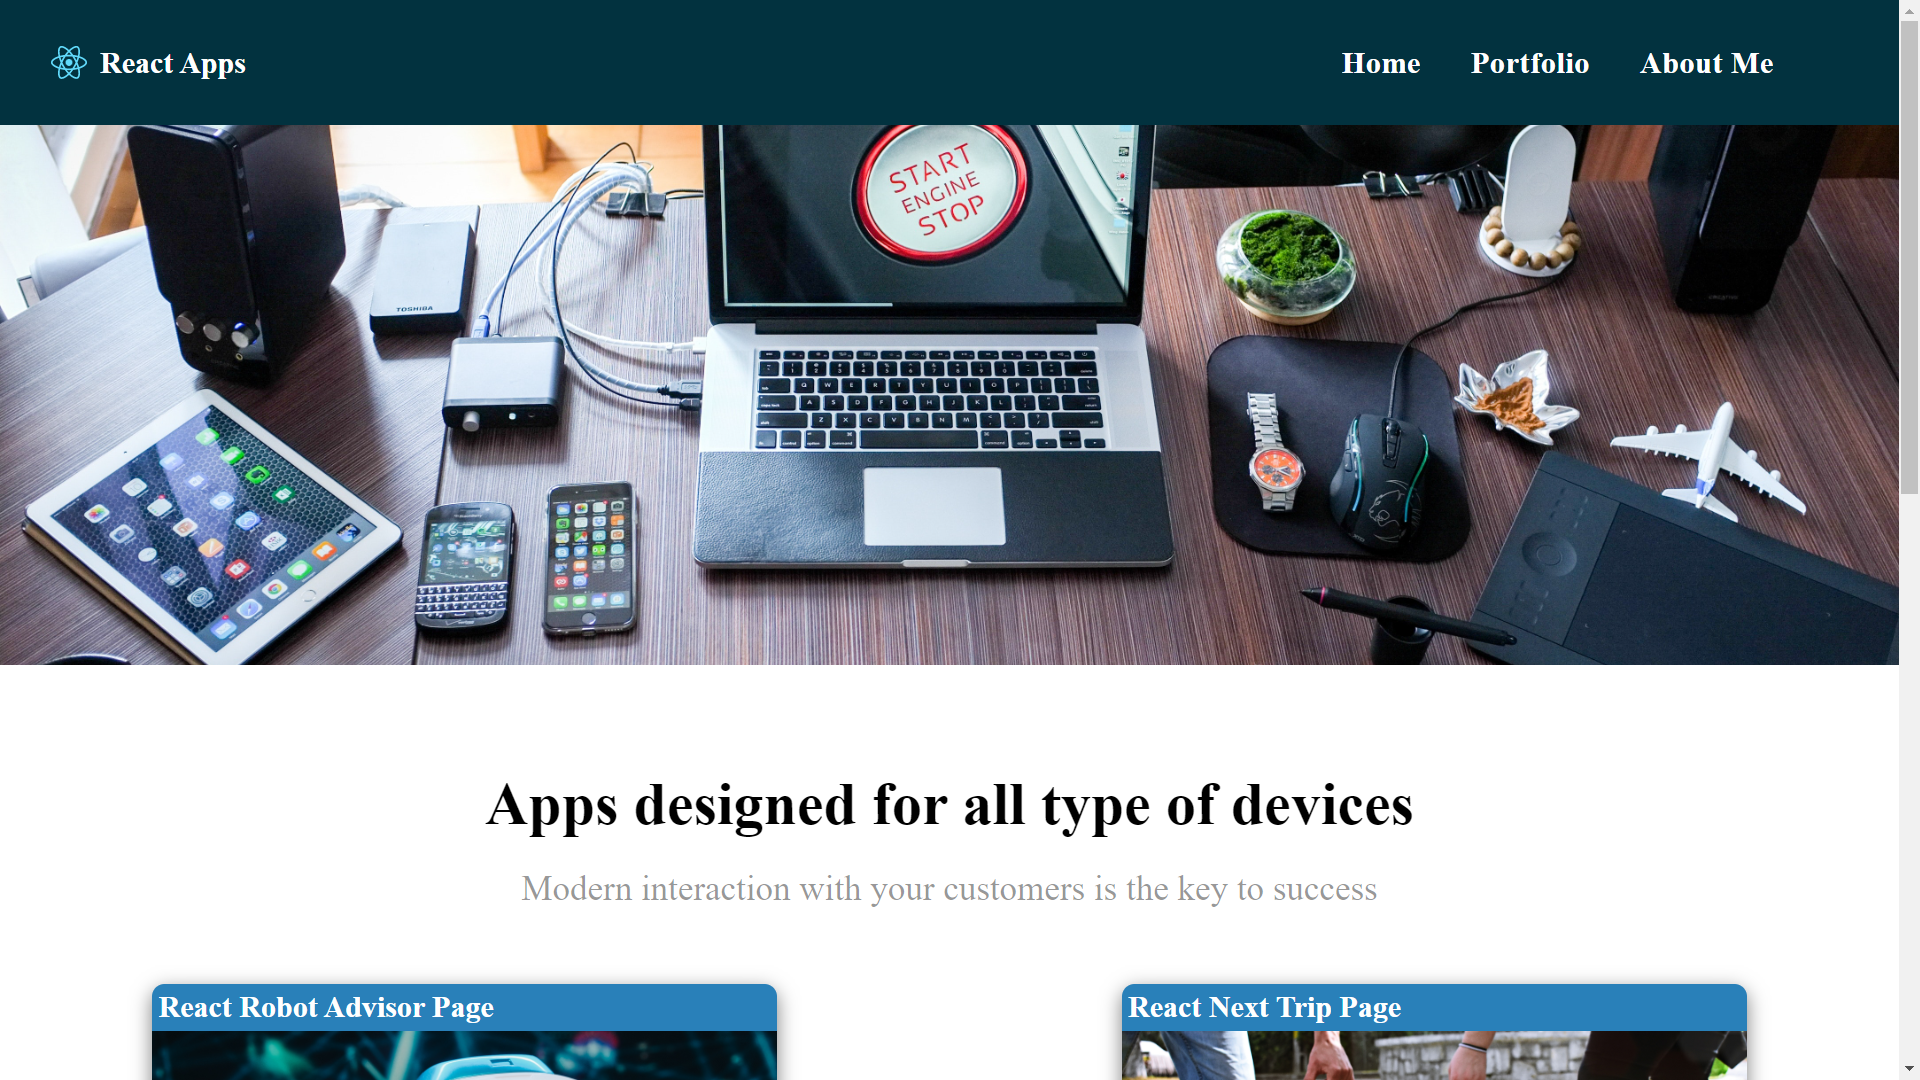 React Apps
Home
Portfolio
About Me
START
ENGINE
STOP
TOSHIBA
Apps designed for all type of devices
Modern interaction with your customers is the key to success
React Robot Advisor Page
React Next Trip Page